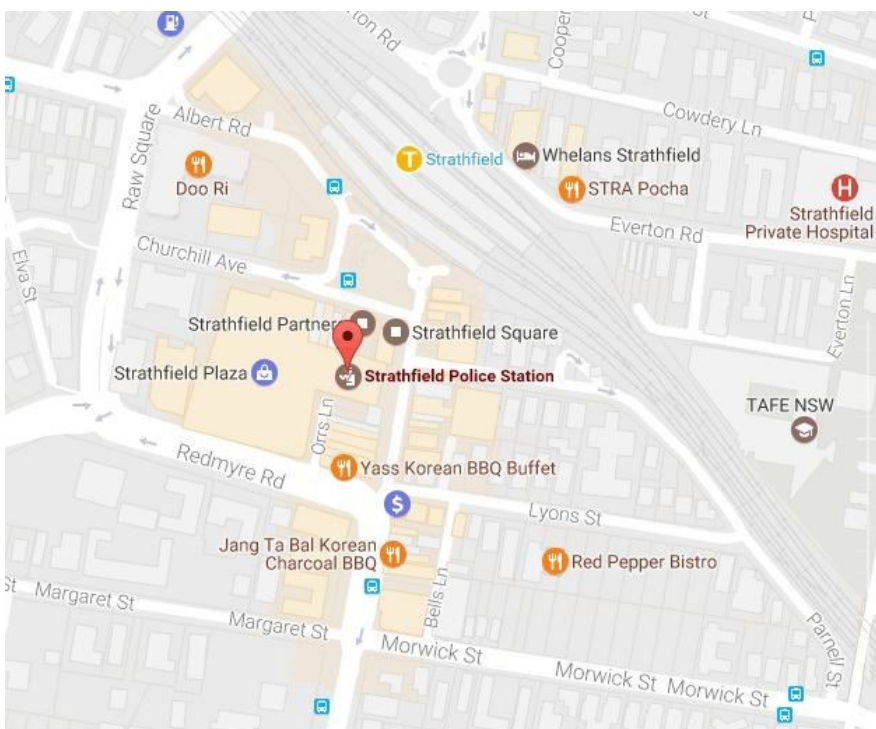 on Rd
Cooper
Cowdery Ln
Albert Rd
Raw Square
Doo Ri
T
Strathfield
Whelans Strathfield
STRA Pocha
H
Strathfield
Private Hospital
Everton Rd
Churchill Ave
Elva St
Everton Ln
Strathfield Partner
Strathfield Square
Strathfield Plaza
Strathfield Police Station
TAFE NSW
Orrs Ln
Redmyre Rd
Yass Korean BBQ Buffet
$
Lyons St
Jang Ta Bal Korean
Charcoal BBQ
Red Pepper Bistro
Bells Ln
St
Margaret St
Margaret St
Morwick St
Morwick St
Morwick St
Parnell St